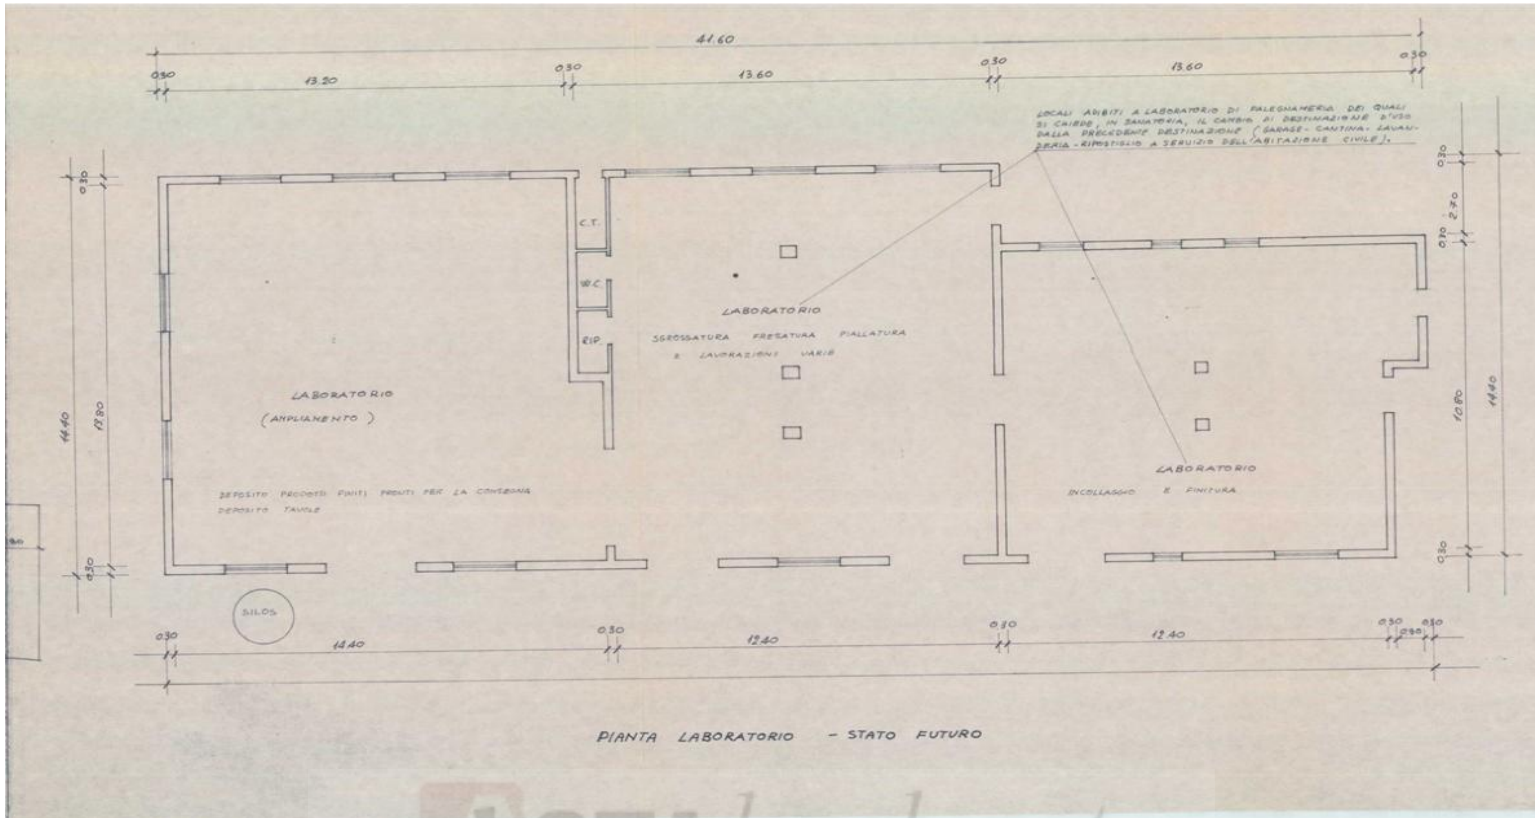 41.60
0.30
13.20
0.30
13.60
0.30
13.60
0.30
LOCALI ADIBITI A LABORATORIO DI FALEGNAMERIA DEI QUALI
SI CHIEDE, IN SANATORIA, IL CAMBIO DI DESTINAZIONE D'USO
DALLA PRECEDENTE DESTINAZIONE (GARAGE - CANTINA - LAVAN-
DERIA - RIPOSTIGLIO A SERVIZIO DELL'ABITAZIONE CIVILE).
0.30
0.30
2.70
0.30
C.T.
W.C.
RIP.
LABORATORIO
SGROSSATURA FRESATURA PIALLATURA
E LAVORAZIONI VARIE
LABORATORIO
(AMPLIAMENTO)
14.40
13.80
10.80
14.40
LABORATORIO
INCOLLAGGIO E FINITURA
DEPOSITO PRODOTTI FINITI PRONTI PER LA CONSEGNA
DEPOSITO TAVOLE
0.30
0.30
SILOS
0.30
14.40
0.30
12.40
0.30
12.40
0.30
0.90
0.30
PIANTA LABORATORIO - STATO FUTURO